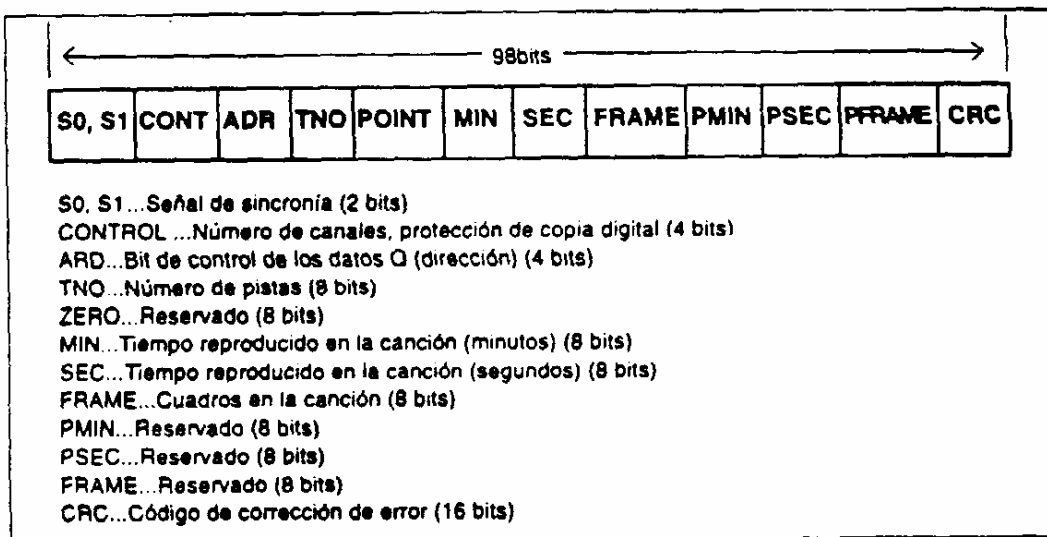 98bits
S0, S1 CONT ADR TNO POINT MIN SEC FRAME PMIN PSEC PFRAME CRC
S0, S1...Señal de sincronía (2 bits)
CONTROL ...Número de canales, protección de copia digital (4 bits)
ARD...Bit de control de los datos Q (dirección) (4 bits)
TNO...Número de pistas (8 bits)
ZERO...Reservado (8 bits)
MIN...Tiempo reproducido en la canción (minutos) (8 bits)
SEC...Tiempo reproducido en la canción (segundos) (8 bits)
FRAME...Cuadros en la canción (8 bits)
PMIN...Reservado (8 bits)
PSEC...Reservado (8 bits)
FRAME...Reservado (8 bits)
CRC...Código de corrección de error (16 bits)